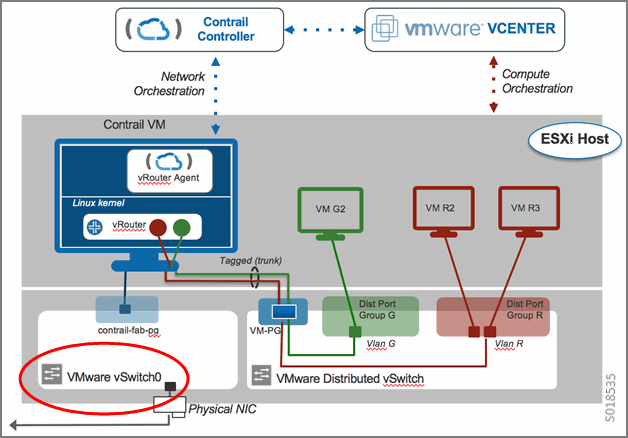 Contrail
Controller
vmware® VCENTER
Network
Orchestration
Compute
Orchestration
Contrail VM
ESXi Host
vRouter Agent
Linux kernel
vRouter
VM G2
VM R2
VM R3
Tagged (trunk)
contrail-fab-pg
VM-PG
Dist Port
Group G
Dist Port
Group R
Vlan G
Vlan R
VMware vSwitch0
VMware Distributed vSwitch
Physical NIC
S018535